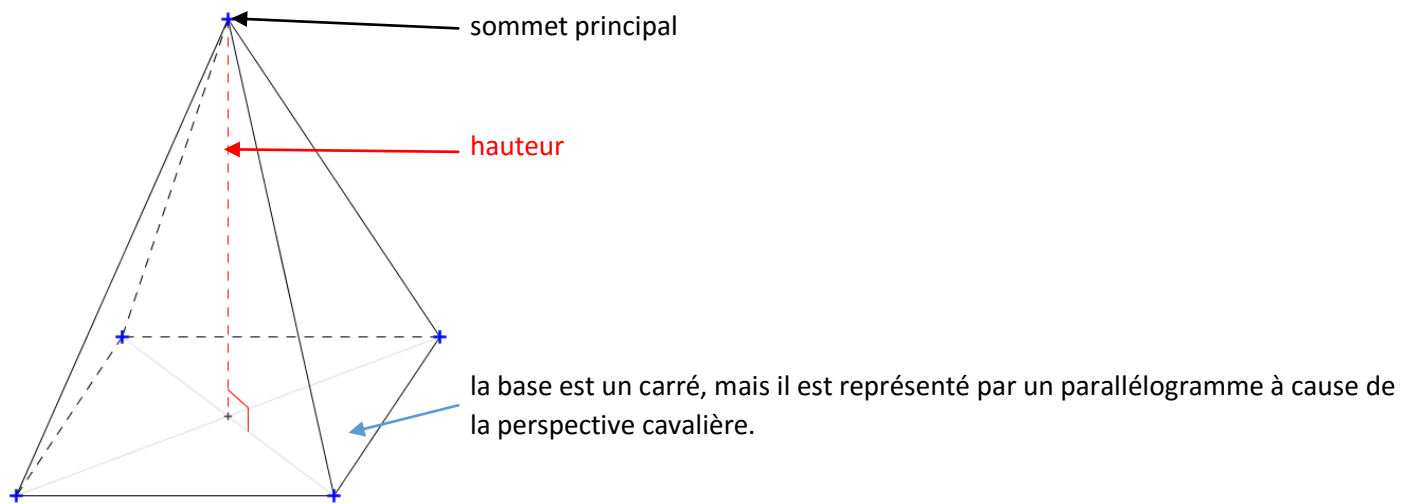 sommet principal
hauteur
la base est un carré, mais il est représenté par un parallélogramme à cause de
la perspective cavalière.